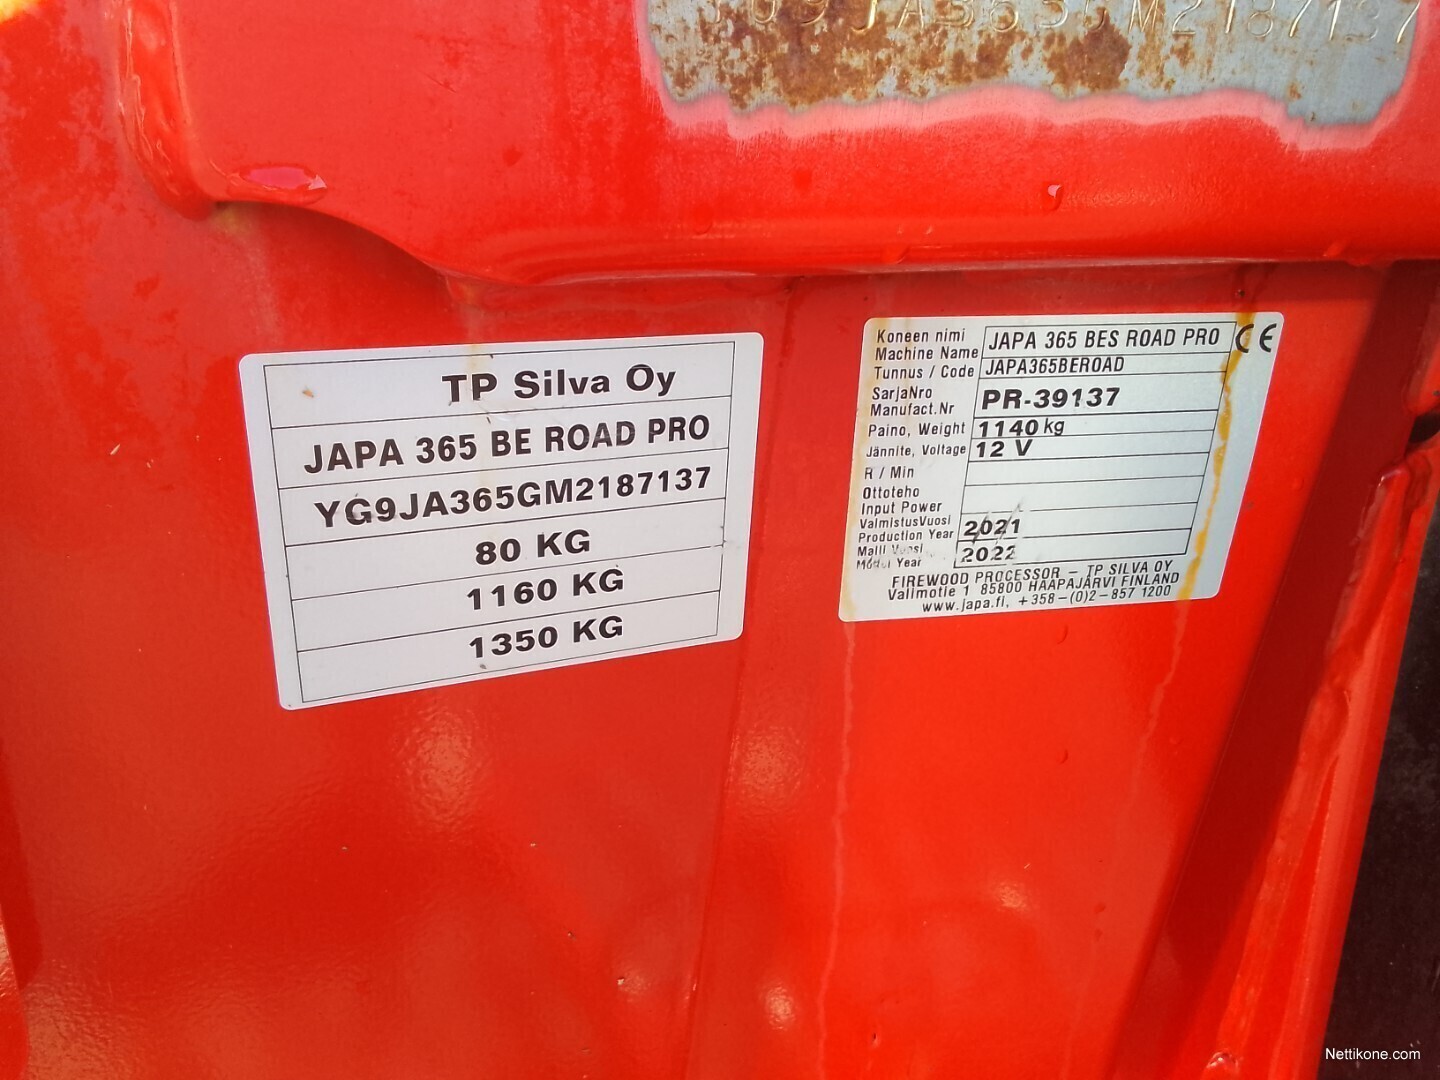 G9JA365GM2187137
TP Silva Oy
JAPA 365 BE ROAD PRO
YG9JA365GM2187137
80 KG
1160 KG
1350 KG
Koneen nimi
Machine Name JAPA 365 BES ROAD PRO CE
Tunnus / Code JAPA365BEROAD
SarjaNro
Manufact.Nr PR-39137
Paino, Weight 1140 kg
Jännite, Voltage 12 V
R / Min
Ottoteho
Input Power
ValmistusVuosi
Production Year 2021
Malli Vuosi
Model Year 2022
FIREWOOD PROCESSOR - TP SILVA OY
Valimotie 1 85800 HAAPAJÄRVI FINLAND
www.japa.fi, +358-(0)2-857 1200
Nettikone.com